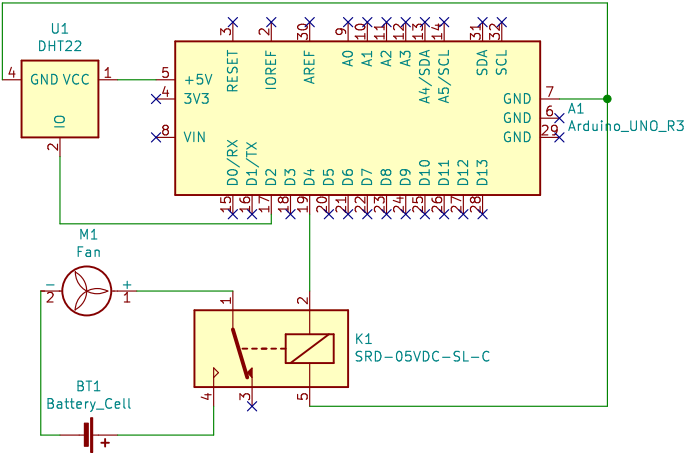 U1
DHT22
4
GND VCC
1
IO
2
3
2
30
9
10
11
12
13
14
31
32
RESET
IOREF
AREF
A0
A1
A2
A3
A4/SDA
A5/SCL
SDA
SCL
5
+5V
4
3V3
8
VIN
GND
7
GND
6
GND
29
A1
Arduino_UNO_R3
D0/RX
D1/TX
D2
D3
D4
D5
D6
D7
D8
D9
D10
D11
D12
D13
15
16
17
18
19
20
21
22
23
24
25
26
27
28
M1
Fan
-
+
2
1
1
2
K1
SRD-05VDC-SL-C
4
3
5
BT1
Battery_Cell
+